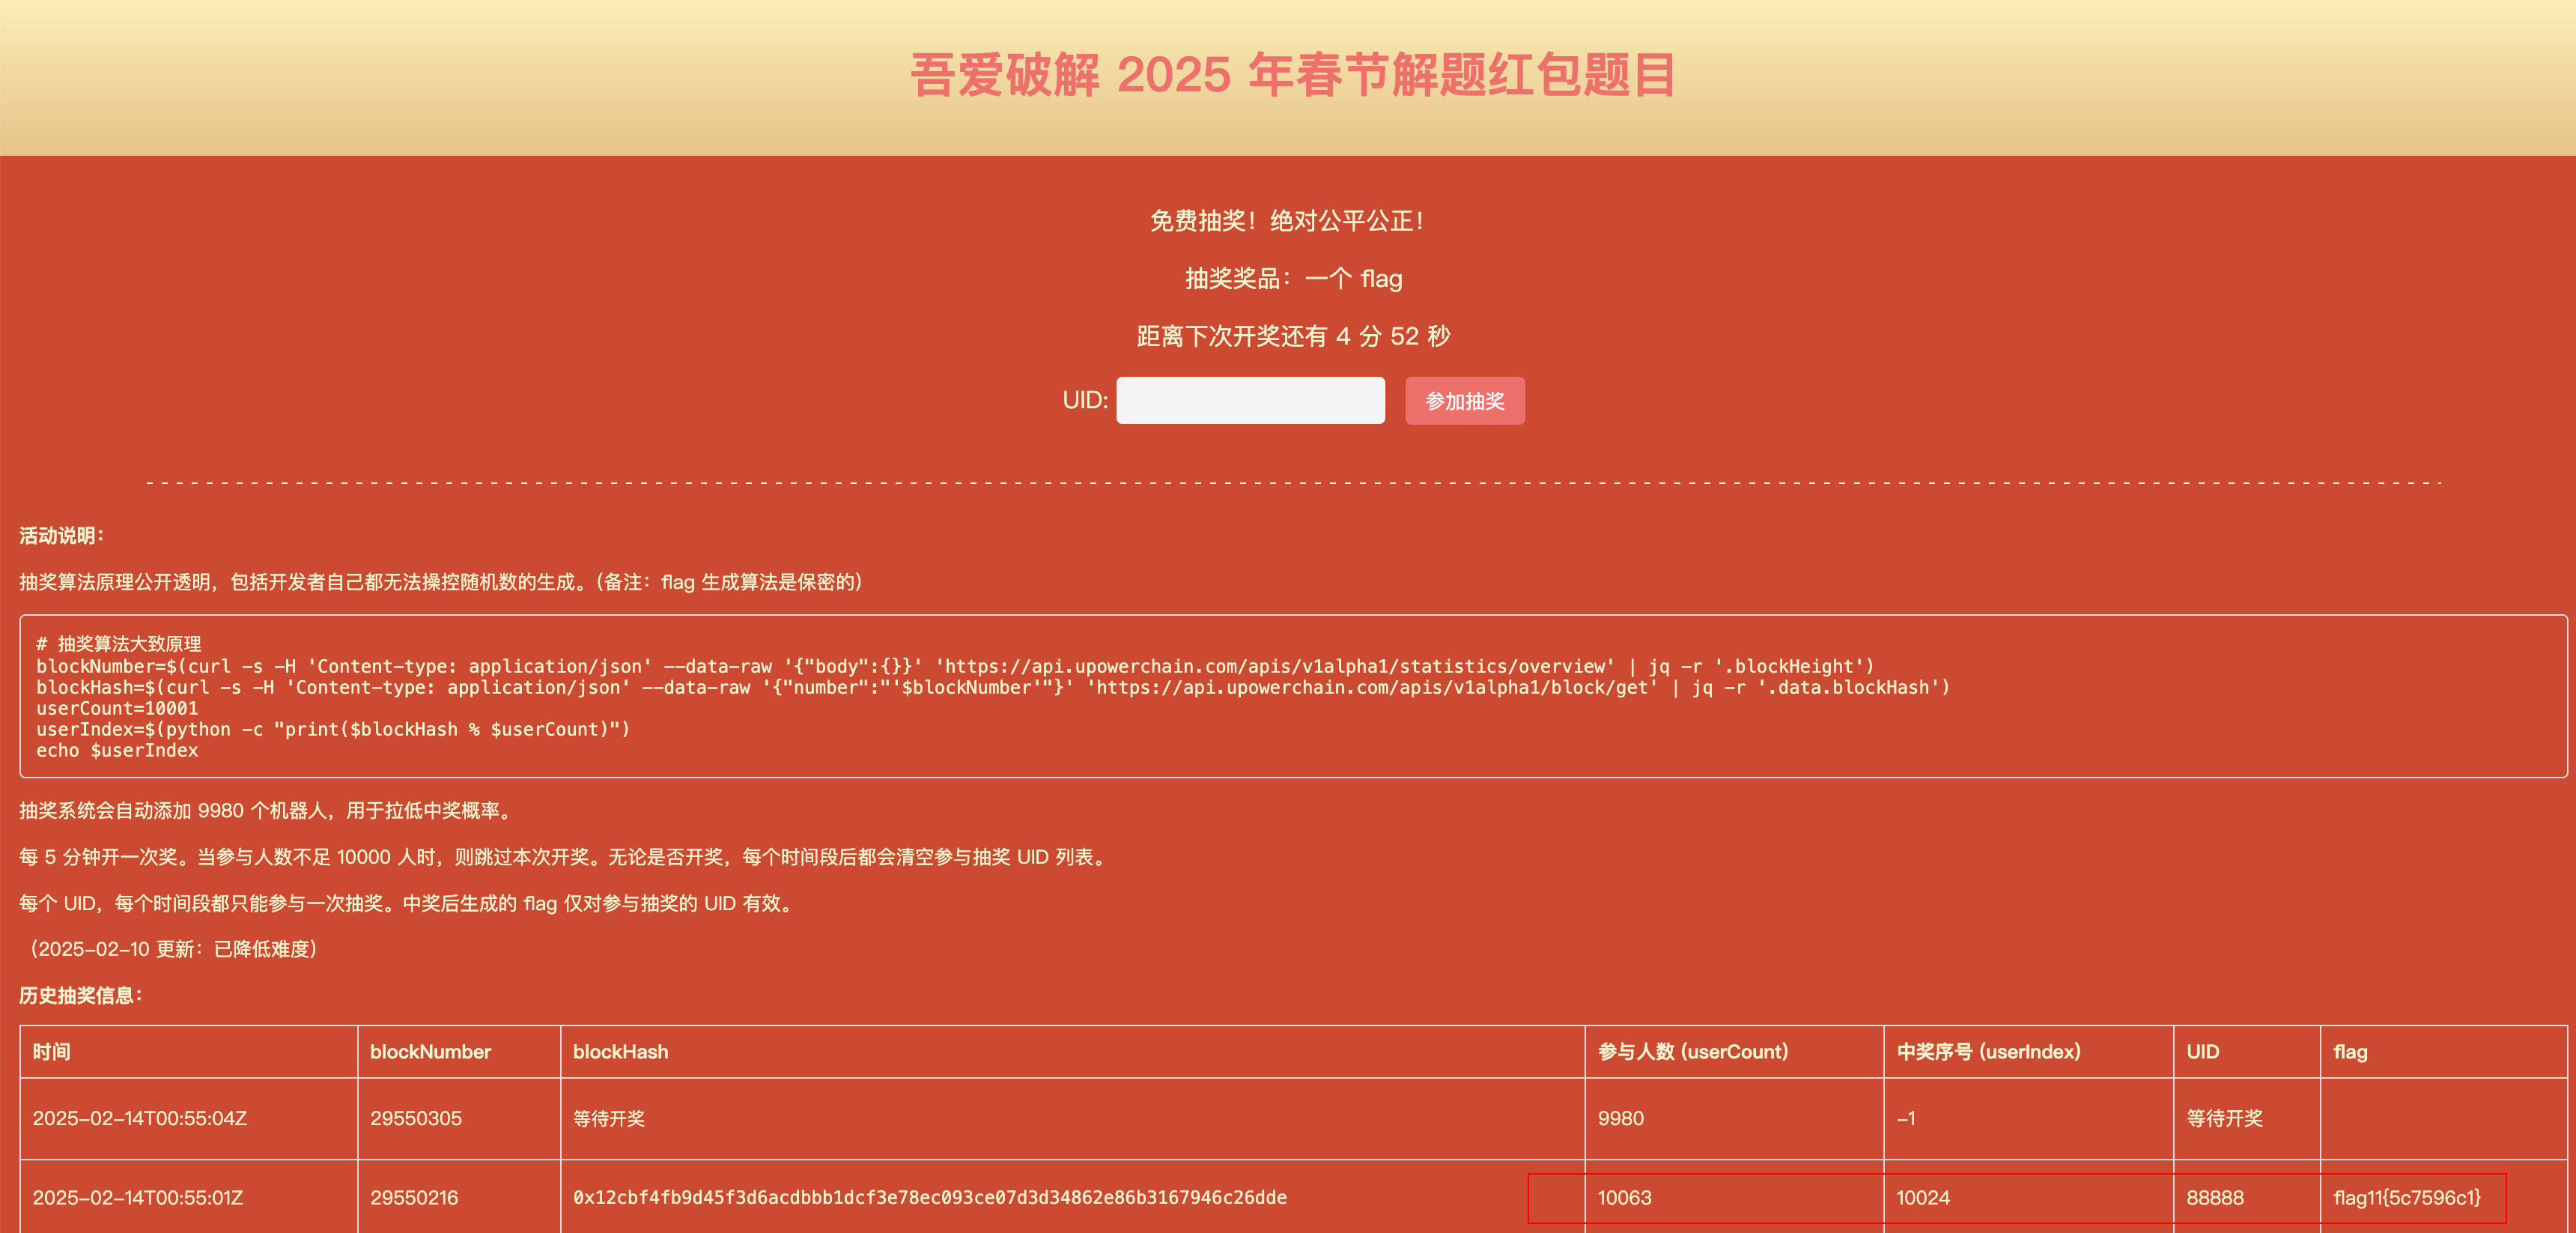 吾爱破解 2025 年春节解题红包题目
免费抽奖！绝对公平公正！
抽奖奖品：一个 flag
距离下次开奖还有 4 分 52 秒
UID: 参加抽奖
活动说明：
抽奖算法原理公开透明，包括开发者自己都无法操控随机数的生成。（备注：flag 生成算法是保密的）
# 抽奖算法大致原理
blockNumber=$(curl -s -H 'Content-type: application/json' --data-raw '{"body":{}}' 'https://api.upowerchain.com/apis/v1alpha1/statistics/overview' | jq -r '.blockHeight')
blockHash=$(curl -s -H 'Content-type: application/json' --data-raw '{"number":"'$blockNumber'"}' 'https://api.upowerchain.com/apis/v1alpha1/block/get' | jq -r '.data.blockHash')
userCount=10001
userIndex=$(python -c "print($blockHash % $userCount)")
echo $userIndex
抽奖系统会自动添加 9980 个机器人，用于拉低中奖概率。
每 5 分钟开一次奖。当参与人数不足 10000 人时，则跳过本次开奖。无论是否开奖，每个时间段后都会清空参与抽奖 UID 列表。
每个 UID，每个时间段都只能参与一次抽奖。中奖后生成的 flag 仅对参与抽奖的 UID 有效。
（2025-02-10 更新：已降低难度）
历史抽奖信息：
时间 blockNumber blockHash 参与人数 (userCount) 中奖序号 (userIndex) UID flag
2025-02-14T00:55:04Z 29550305 等待开奖 9980 -1 等待开奖
2025-02-14T00:55:01Z 29550216 0x12cbf4fb9d45f3d6acdbbb1dcf3e78ec093ce07d3d34862e86b3167946c26dde 10063 10024 88888 flag11{5c7596c1}